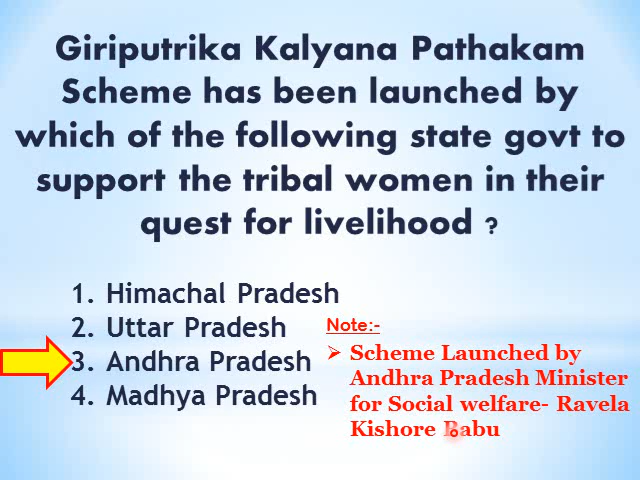 Giriputrika Kalyana Pathakam
Scheme has been launched by
which of the following state govt to
support the tribal women in their
quest for livelihood ?
1. Himachal Pradesh
2. Uttar Pradesh
3. Andhra Pradesh
4. Madhya Pradesh
Note:-
➢ Scheme Launched by
Andhra Pradesh Minister
for Social welfare- Ravela
Kishore Babu